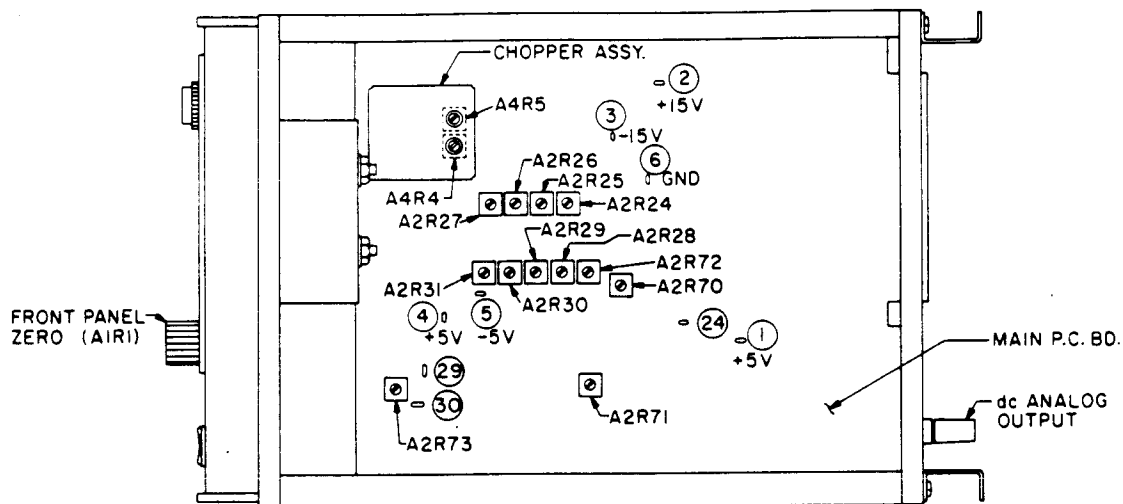 CHOPPER ASSY.
2
+15V
A4R5
3
-15V
6
GND
A2R26
A2R25
A4R4
A2R27
A2R24
A2R29
A2R28
A2R72
A2R31
A2R30
A2R70
FRONT PANEL
ZERO (A1R1)
4
+5V
5
-5V
24
1
+5V
MAIN P.C. BD.
29
30
A2R73
A2R71
dc ANALOG
OUTPUT